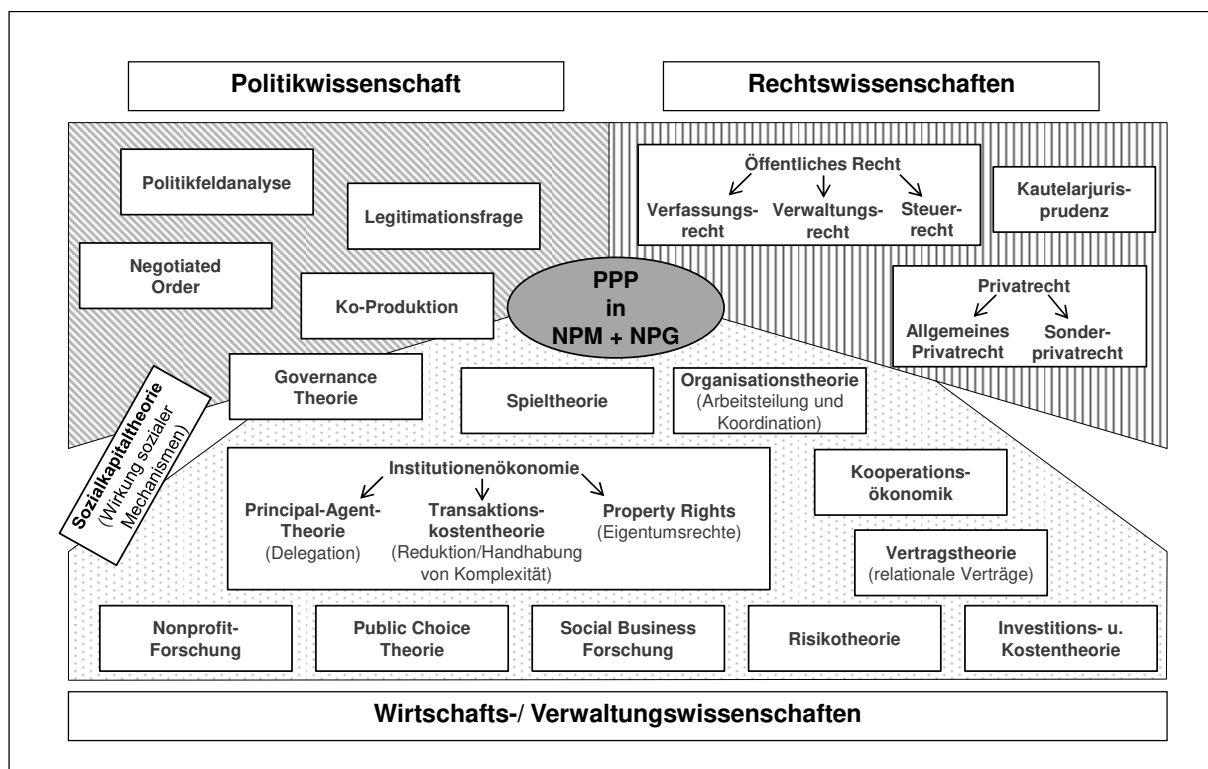 Politikwissenschaft
Rechtswissenschaften
Politikfeldanalyse
Legitimationsfrage
Negotiated
Order
Ko-Produktion
Öffentliches Recht
Verfassungs-
recht
Verwaltungs-
recht
Steuer-
recht
Kautelarjuris-
prudenz
Privatrecht
Allgemeines
Privatrecht
Sonder-
privatrecht
PPP
in
NPM + NPG
Governance
Theorie
Spieltheorie
Organisationstheorie
(Arbeitsteilung und
Koordination)
Sozialkapitaltheorie
(Wirkung sozialer
Mechanismen)
Institutionenökonomie
Principal-Agent-
Theorie
(Delegation)
Transaktions-
kostentheorie
(Reduktion/Handhabung
von Komplexität)
Property Rights
(Eigentumsrechte)
Kooperations-
ökonomik
Vertragstheorie
(relationale Verträge)
Nonprofit-
Forschung
Public Choice
Theorie
Social Business
Forschung
Risikotheorie
Investitions- u.
Kostentheorie
Wirtschafts-/ Verwaltungswissenschaften